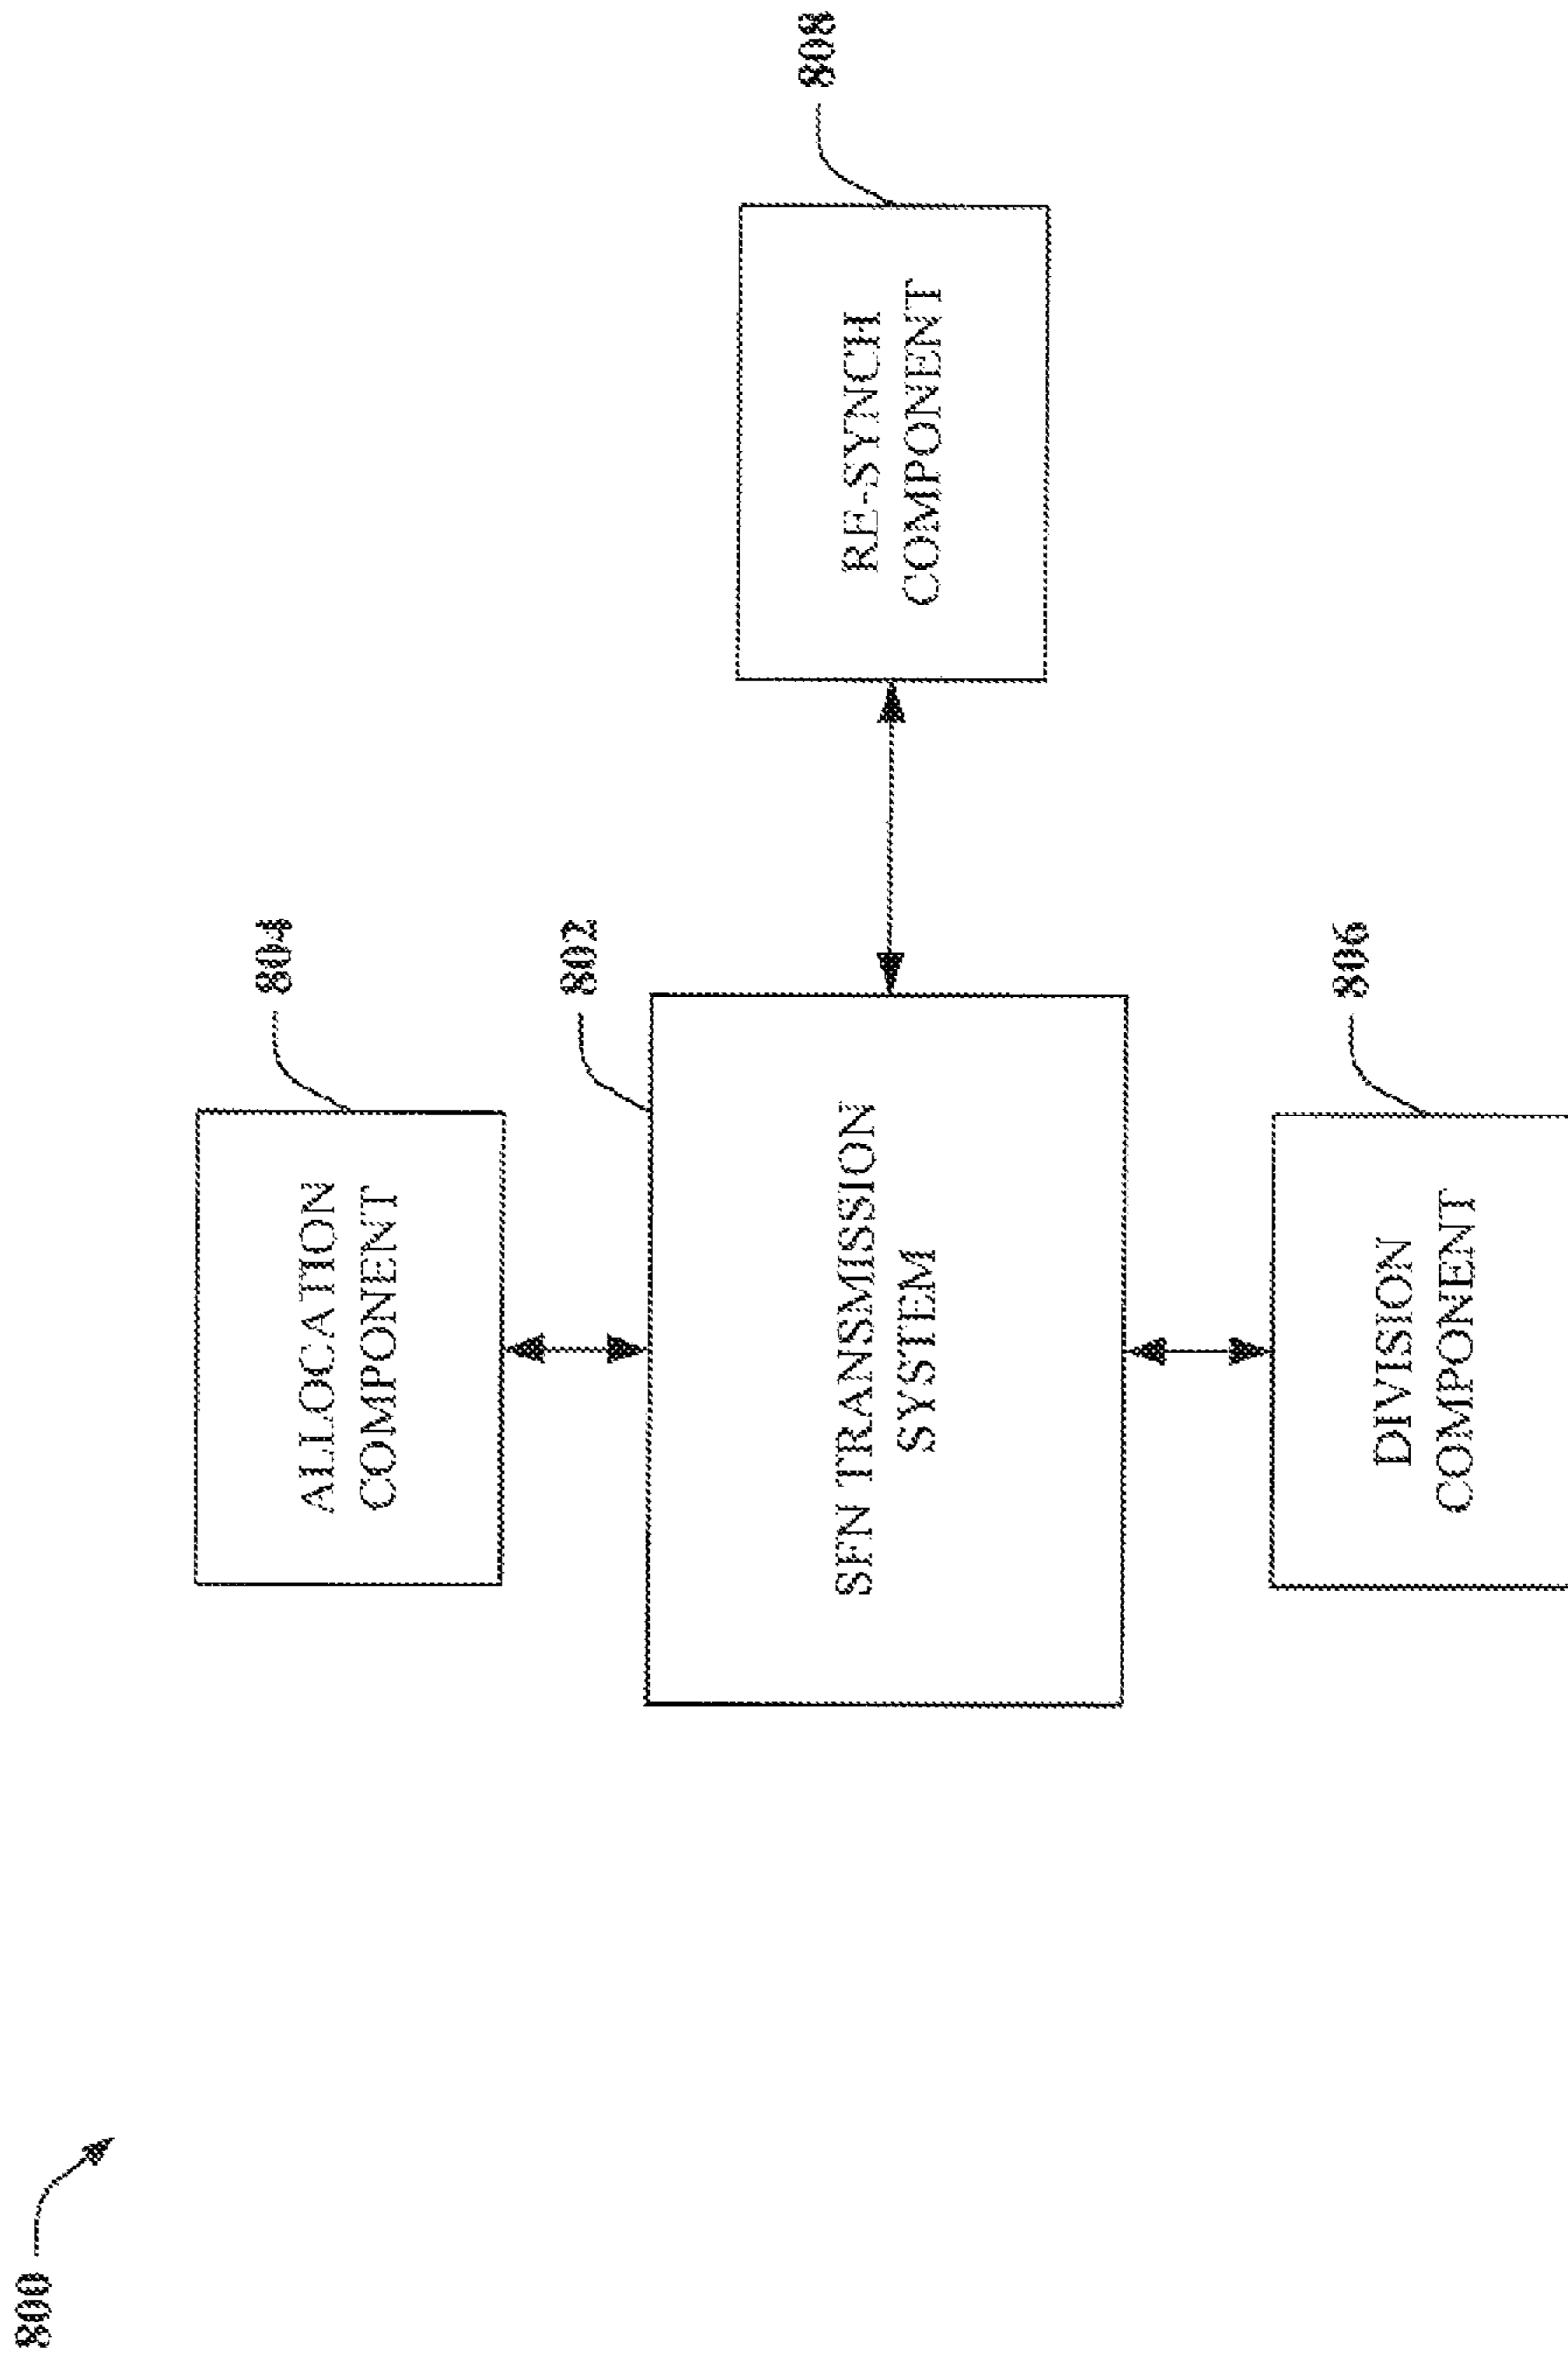 800
804
ALLOCATION
COMPONENT
802
SFN TRANSMISSION
SYSTEM
808
RE-SYNCH
COMPONENT
806
DIVISION
COMPONENT